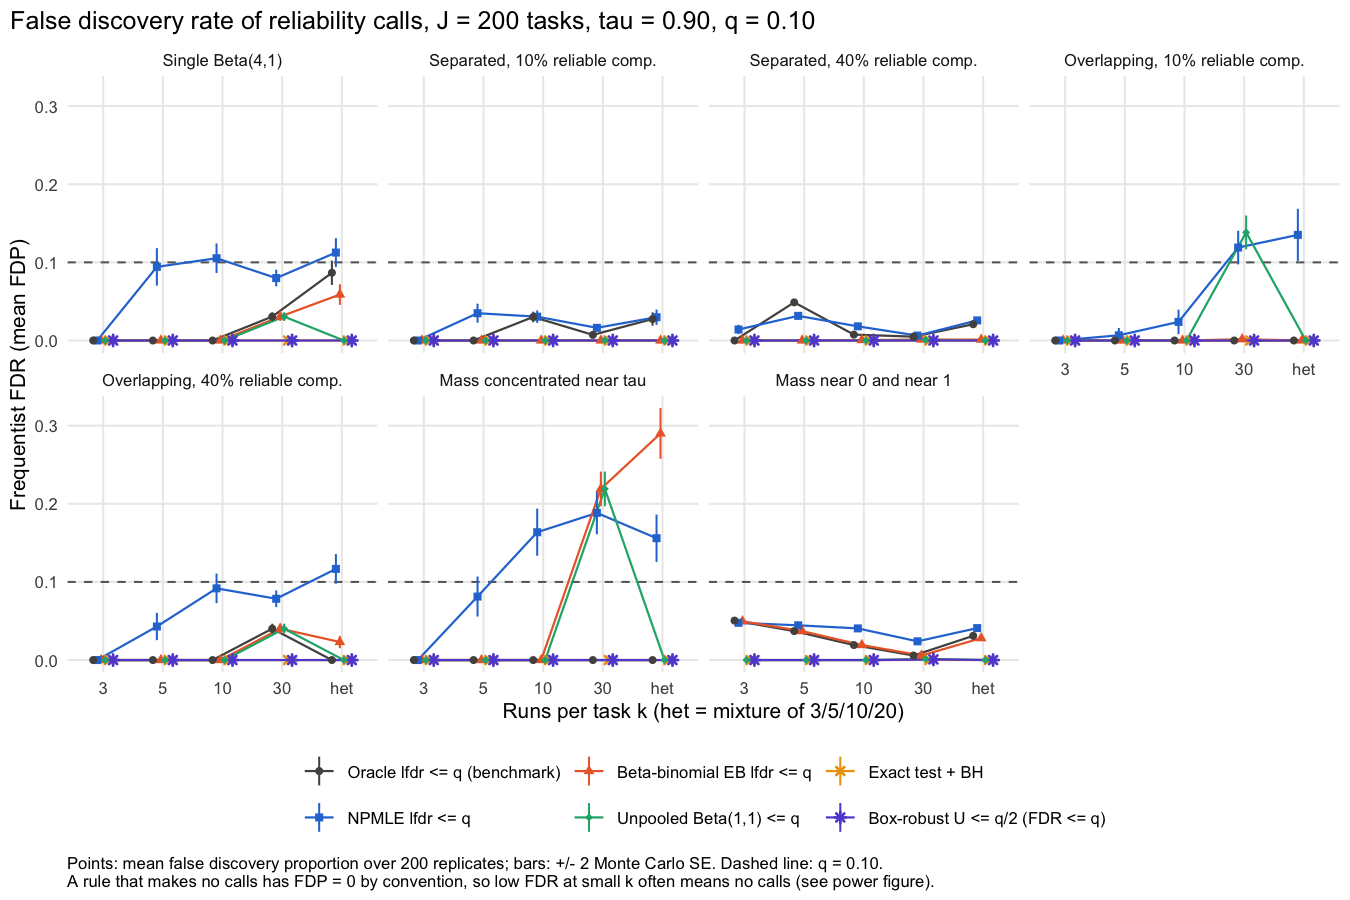 False discovery rate of reliability calls, J = 200 tasks, tau = 0.90, q = 0.10
Single Beta(4,1)
Separated, 10% reliable comp.
Separated, 40% reliable comp.
Overlapping, 10% reliable comp.
0.3
0.2
0.1
0.0
3
5
10
30
het
Overlapping, 40% reliable comp.
Mass concentrated near tau
Mass near 0 and near 1
0.3
0.2
0.1
0.0
3
5
10
30
het
3
5
10
30
het
3
5
10
30
het
Frequentist FDR (mean FDP)
Runs per task k (het = mixture of 3/5/10/20)
Oracle lfdr <= q (benchmark)
Beta-binomial EB lfdr <= q
Exact test + BH
NPMLE lfdr <= q
Unpooled Beta(1,1) <= q
Box-robust U <= q/2 (FDR <= q)
Points: mean false discovery proportion over 200 replicates; bars: +/- 2 Monte Carlo SE. Dashed line: q = 0.10.
A rule that makes no calls has FDP = 0 by convention, so low FDR at small k often means no calls (see power figure).